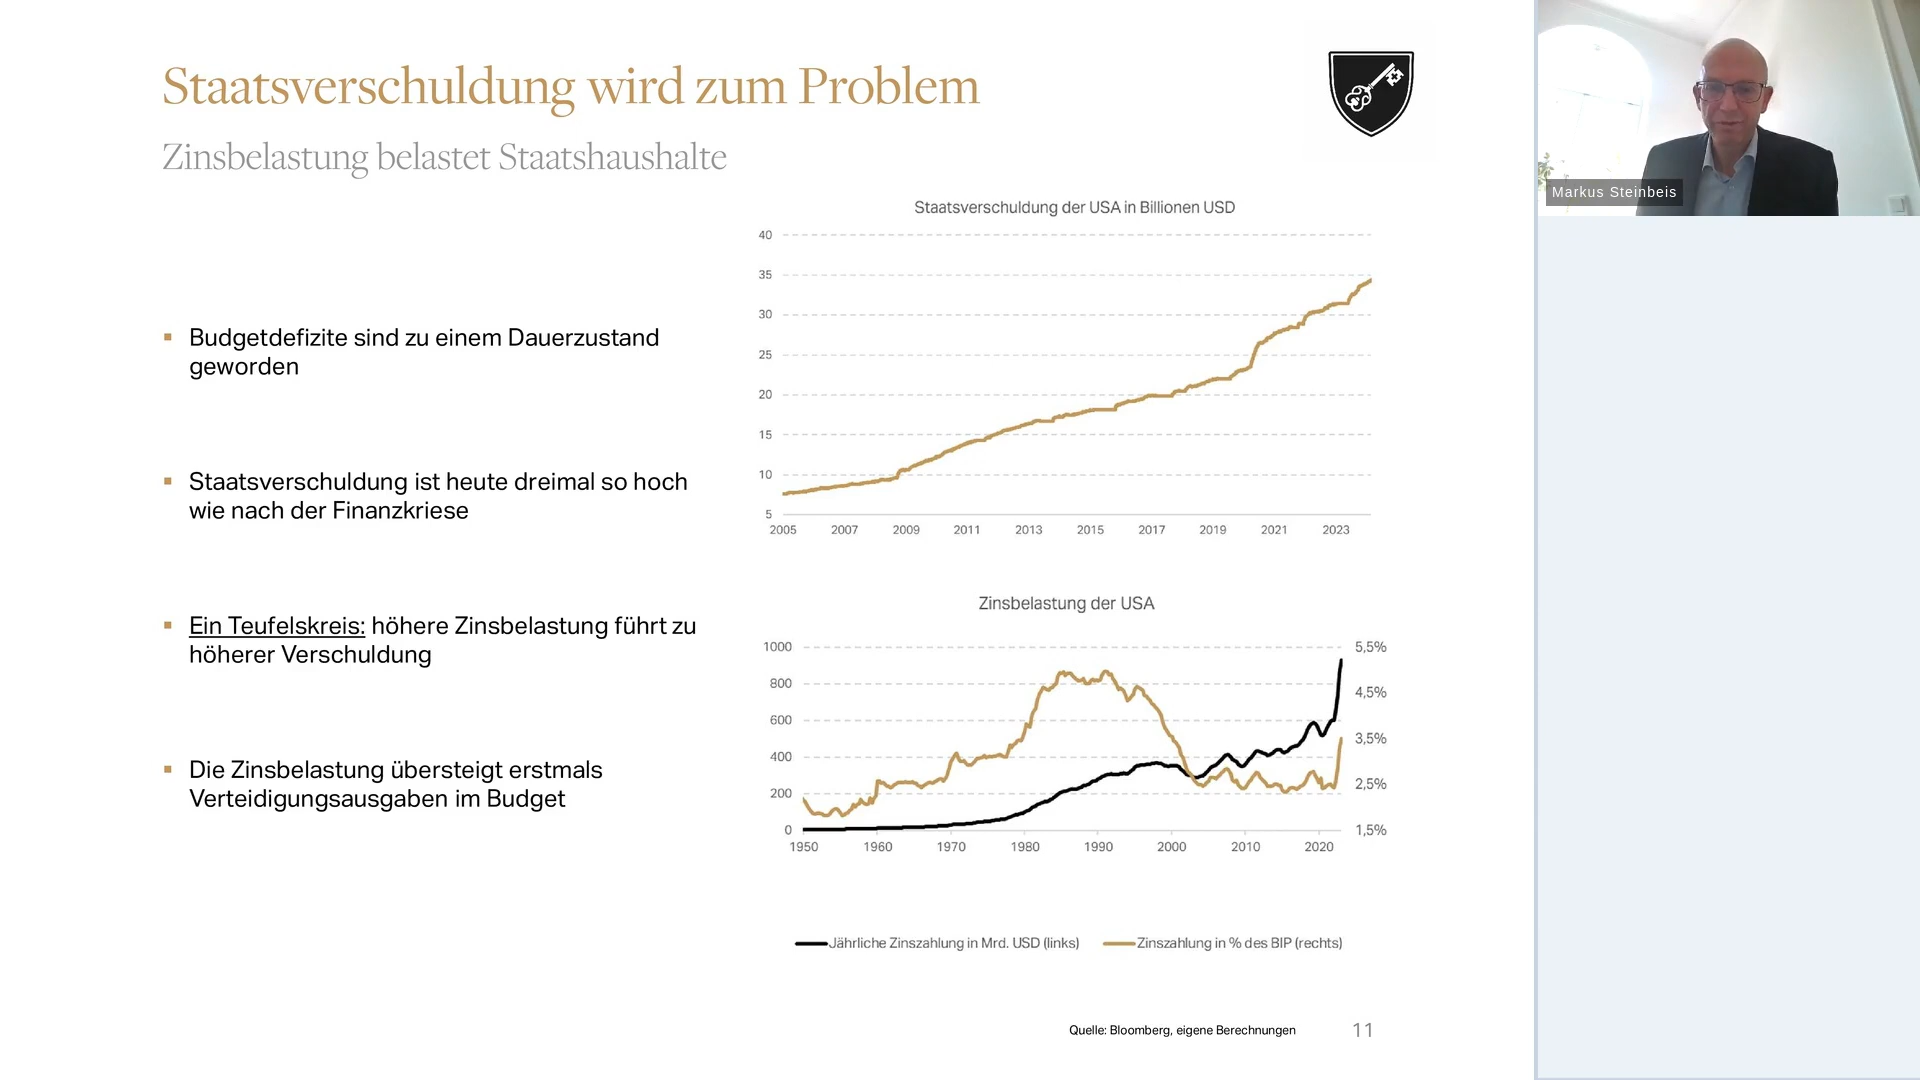 Staatsverschuldung wird zum Problem
Zinsbelastung belastet Staatshaushalte
Budgetdefizite sind zu einem Dauerzustand
geworden
Staatsverschuldung ist heute dreimal so hoch
wie nach der Finanzkriese
Ein Teufelskreis: höhere Zinsbelastung führt zu
höherer Verschuldung
Die Zinsbelastung übersteigt erstmals
Verteidigungsausgaben im Budget
Staatsverschuldung der USA in Billionen USD
40
35
30
25
20
15
10
5
2005 2007 2009 2011 2013 2015 2017 2019 2021 2023
Zinsbelastung der USA
1000 5,5%
800 4,5%
600 3,5%
400 2,5%
200 1,5%
0
1950 1960 1970 1980 1990 2000 2010 2020
Jährliche Zinszahlung in Mrd. USD (links) Zinszahlung in % des BIP (rechts)
Quelle: Bloomberg, eigene Berechnungen 11
Markus Steinbeis